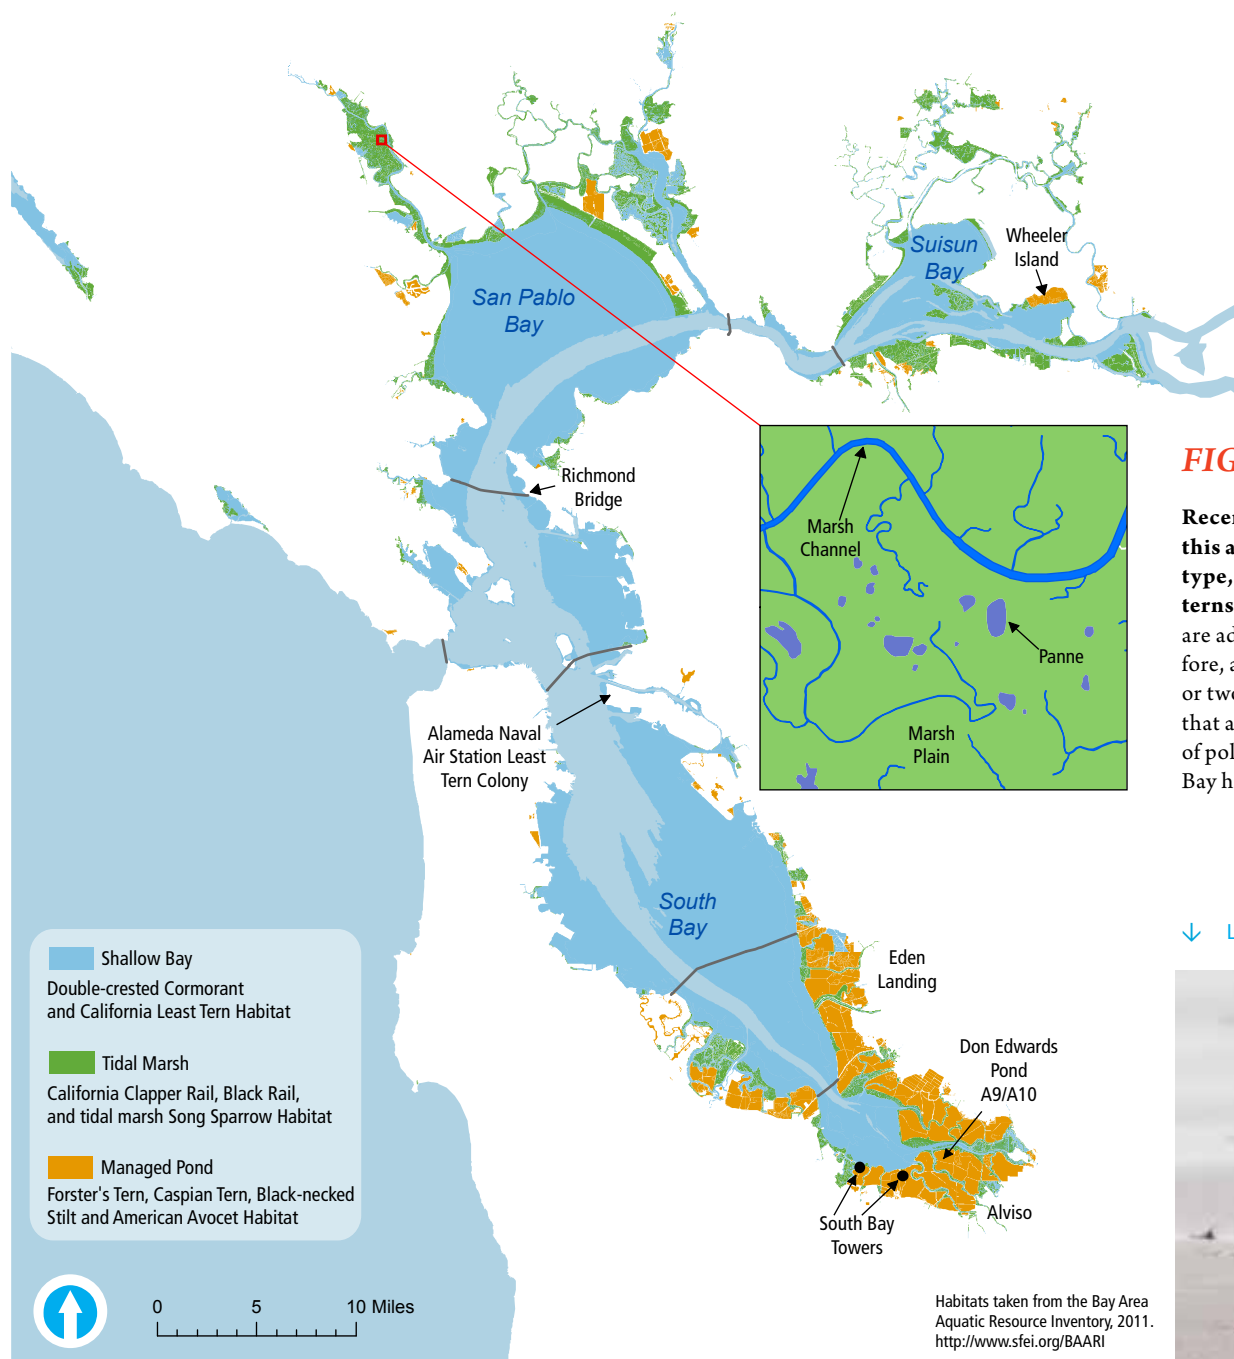 San Pablo
Bay
Suisun
Bay
Wheeler
Island
Richmond
Bridge
Marsh
Channel
Panne
Marsh
Plain
Alameda Naval
Air Station Least
Tern Colony
South
Bay
Eden
Landing
Don Edwards
Pond
A9/A10
Alviso
South Bay
Towers
Shallow Bay
Double-crested Cormorant
and California Least Tern Habitat
Tidal Marsh
California Clapper Rail, Black Rail,
and tidal marsh Song Sparrow Habitat
Managed Pond
Forster's Tern, Caspian Tern, Black-necked
Stilt and American Avocet Habitat
0 5 10 Miles
Habitats taken from the Bay Area
Aquatic Resource Inventory, 2011.
http://www.sfei.org/BAARI
FIG
Recer
this a
type,
terns
are ad
fore, a
or two
that a
of pol
Bay h
↓ L